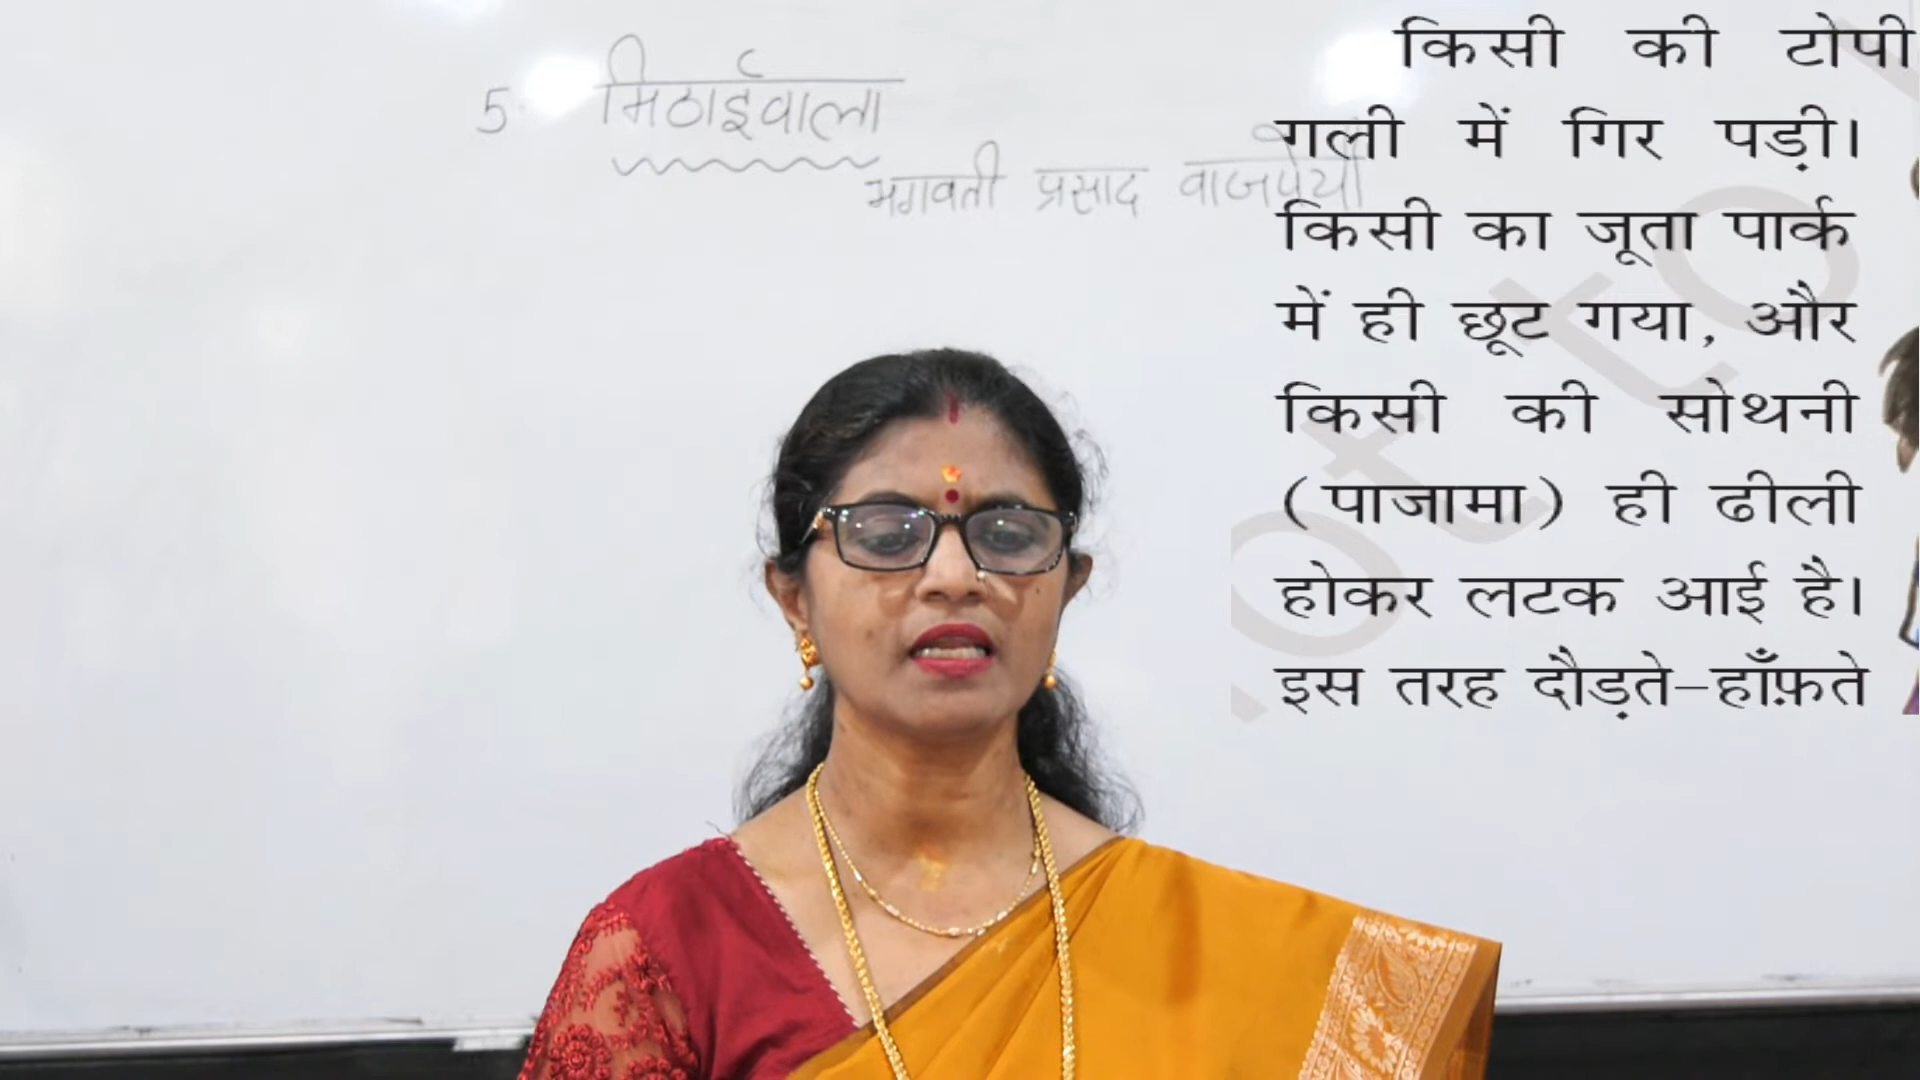 5. मिठाईवाला
भगवती प्रसाद वाजपेयी
किसी की टोपी
गली में गिर पड़ी।
किसी का जूता पार्क
में ही छूट गया, और
किसी की सोथनी
(पाजामा) ही ढीली
होकर लटक आई है।
इस तरह दौड़ते-हाँफ़ते